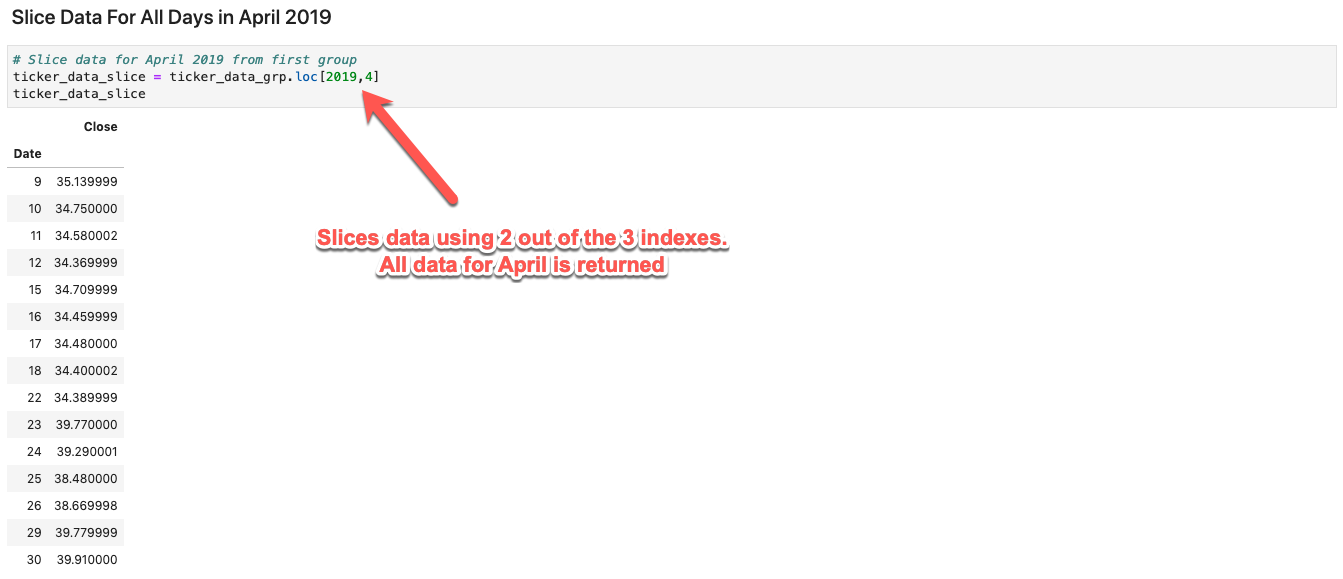 Slice Data For All Days in April 2019
# Slice data for April 2019 from first group
ticker_data_slice = ticker_data_grp.loc[2019,4]
ticker_data_slice
Close
Date
9 35.139999
10 34.750000
11 34.580002
12 34.369999
15 34.709999
16 34.459999
17 34.480000
18 34.400002
22 34.389999
23 39.770000
24 39.290001
25 38.480000
26 38.669998
29 39.779999
30 39.910000
Slices data using 2 out of the 3 indexes.
All data for April is returned